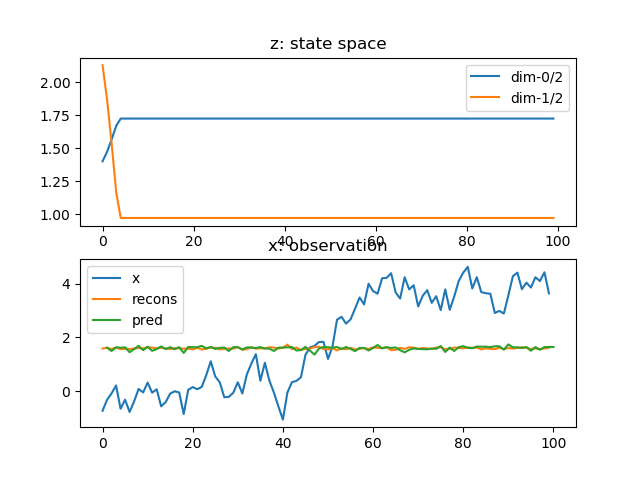 z: state space
dim-0/2
dim-1/2
2.00
1.75
1.50
1.25
1.00
0 20 40 60 80 100
x: observation
x
recons
pred
4
2
0
0 20 40 60 80 100